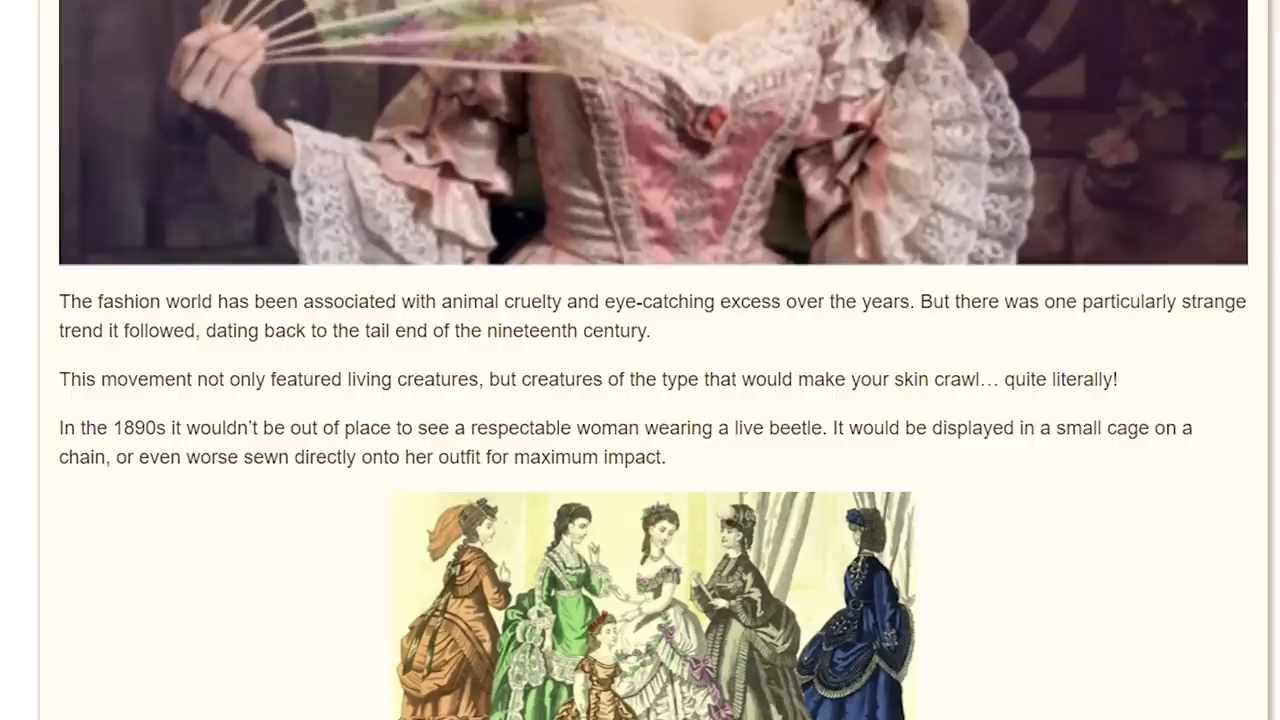 The fashion world has been associated with animal cruelty and eye-catching excess over the years. But there was one particularly strange
trend it followed, dating back to the tail end of the nineteenth century.
This movement not only featured living creatures, but creatures of the type that would make your skin crawl… quite literally!
In the 1890s it wouldn’t be out of place to see a respectable woman wearing a live beetle. It would be displayed in a small cage on a
chain, or even worse sewn directly onto her outfit for maximum impact.